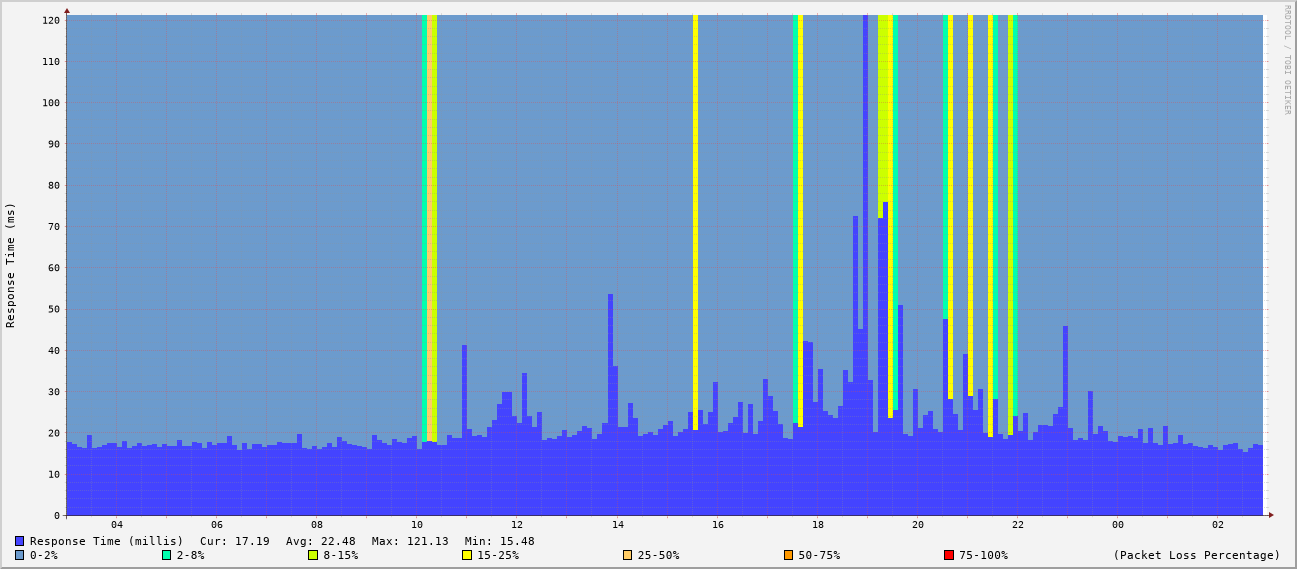 RRDTOOL / TOBI OETIKER
120
110
100
90
80
70
60
50
40
30
20
10
0
Response Time (ms)
04 06 08 10 12 14 16 18 20 22 00 02
Response Time (millis) Cur: 17.19 Avg: 22.48 Max: 121.13 Min: 15.48
0-2% 2-8% 8-15% 15-25% 25-50% 50-75% 75-100% (Packet Loss Percentage)